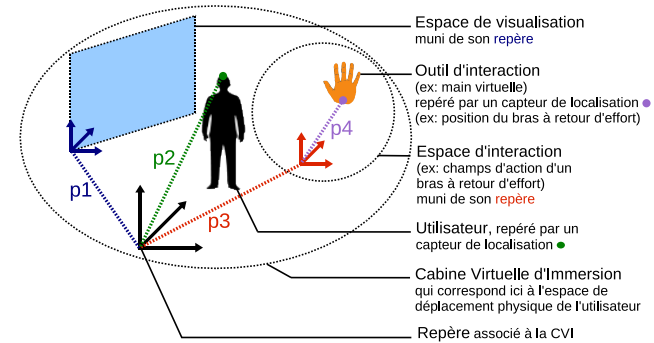 Espace de visualisation
muni de son repère
Outil d'interaction
(ex: main virtuelle)
repéré par un capteur de localisation
(ex: position du bras à retour d'effort)
Espace d'interaction
(ex: champs d'action d'un
bras à retour d'effort)
muni de son repère
Utilisateur, repéré par un
capteur de localisation
Cabine Virtuelle d'Immersion
qui correspond ici à l'espace de
déplacement physique de l'utilisateur
Repère associé à la CVI
p1
p2
p3
p4